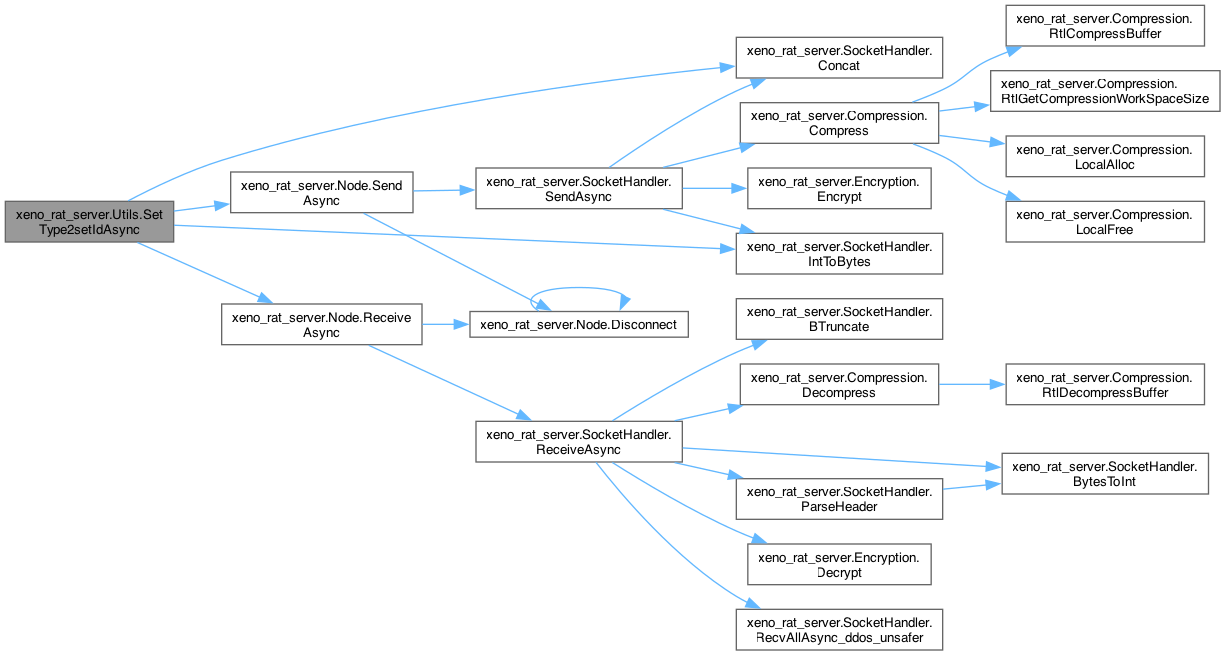 xeno_rat_server.Utils.Set
Type2setIdAsync
xeno_rat_server.Node.Send
Async
xeno_rat_server.Node.Receive
Async
xeno_rat_server.SocketHandler.
SendAsync
xeno_rat_server.Node.Disconnect
xeno_rat_server.SocketHandler.
ReceiveAsync
xeno_rat_server.SocketHandler.
Concat
xeno_rat_server.Compression.
Compress
xeno_rat_server.Encryption.
Encrypt
xeno_rat_server.SocketHandler.
IntToBytes
xeno_rat_server.SocketHandler.
BTruncate
xeno_rat_server.Compression.
Decompress
xeno_rat_server.SocketHandler.
ParseHeader
xeno_rat_server.Encryption.
Decrypt
xeno_rat_server.SocketHandler.
RecvAllAsync_ddos_unsafer
xeno_rat_server.Compression.
RtlCompressBuffer
xeno_rat_server.Compression.
RtlGetCompressionWorkSpaceSize
xeno_rat_server.Compression.
LocalAlloc
xeno_rat_server.Compression.
LocalFree
xeno_rat_server.Compression.
RtlDecompressBuffer
xeno_rat_server.SocketHandler.
BytesToInt